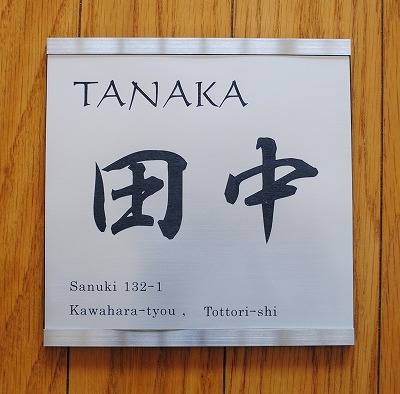 TANAKA
田中
Sanuki 132-1
Kawahara-tyou , Tottori-shi